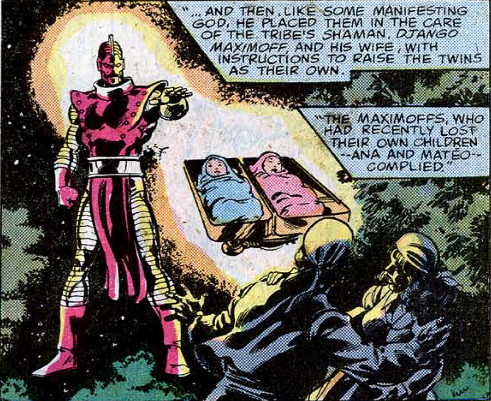 "... AND THEN, LIKE SOME MANIFESTING
GOD, HE PLACED THEM IN THE CARE
OF THE TRIBE'S SHAMAN, DJANGO
MAXIMOFF, AND HIS WIFE, WITH
INSTRUCTIONS TO RAISE THE TWINS
AS THEIR OWN.
"THE MAXIMOFFS, WHO
HAD RECENTLY LOST
THEIR OWN CHILDREN
--ANA AND MATEO--
COMPLIED."